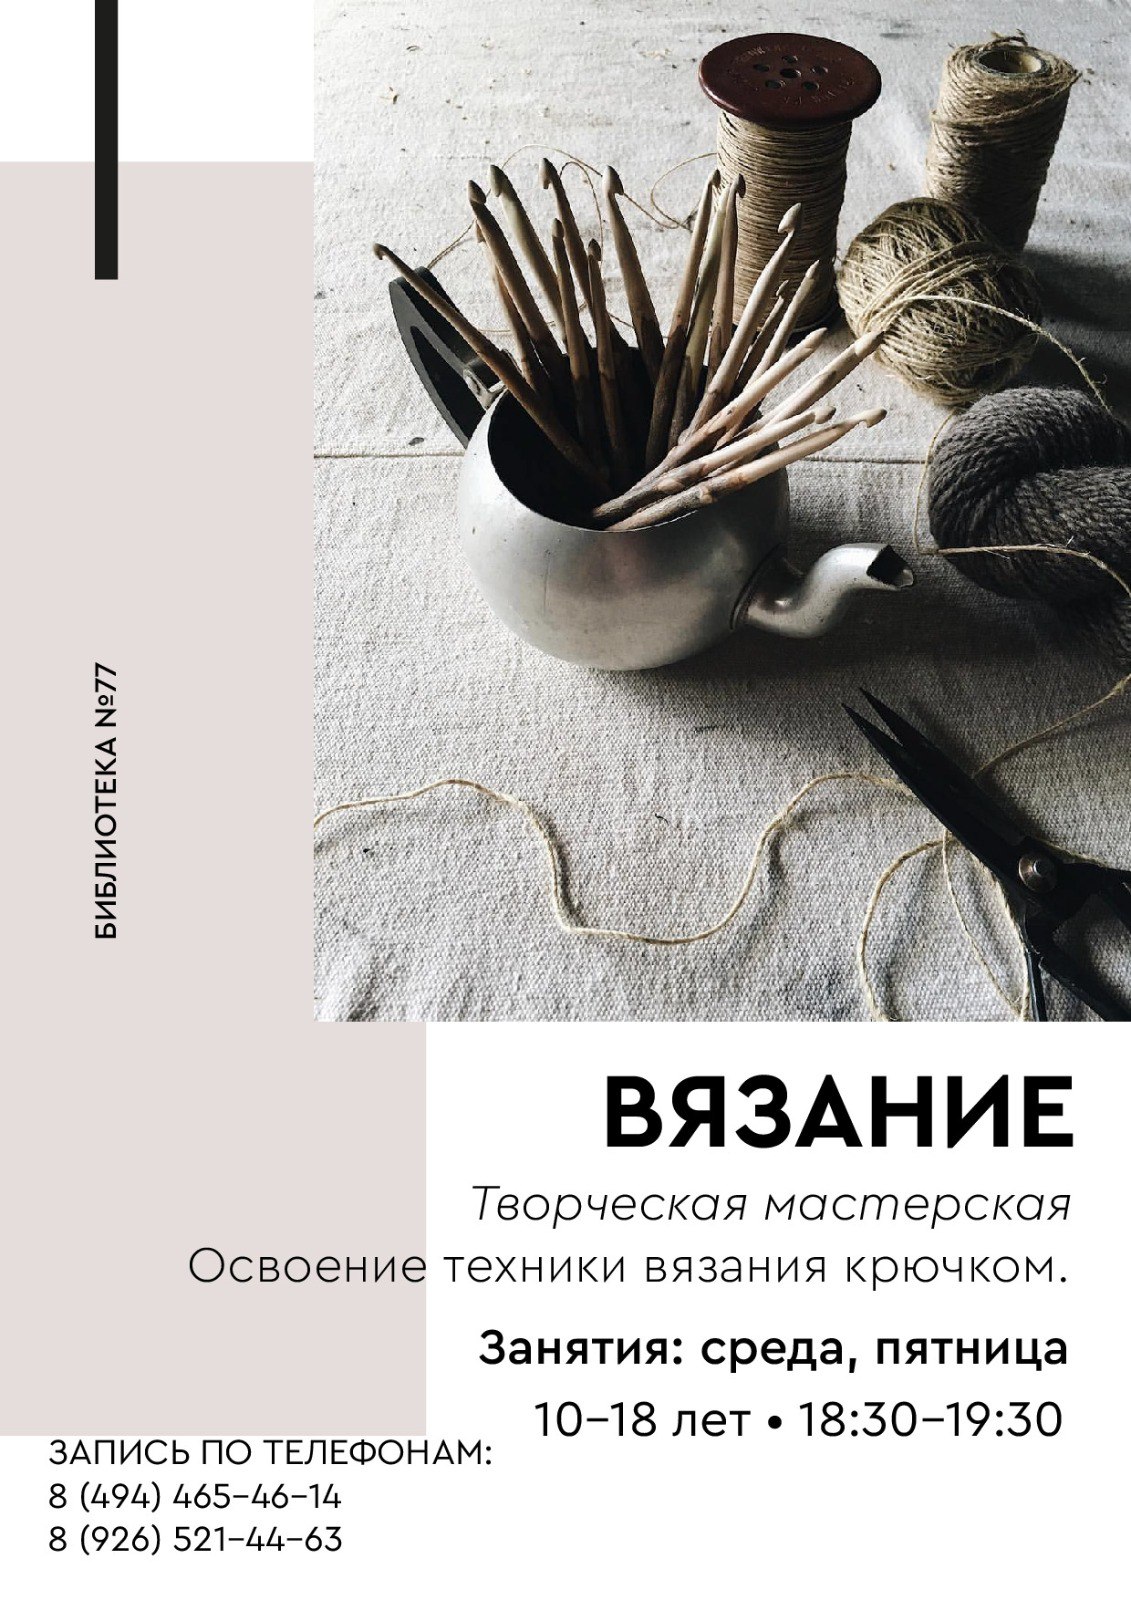 БИБЛИОТЕКА №77
ВЯЗАНИЕ
Творческая мастерская
Освоение техники вязания крючком.
Занятия: среда, пятница
10-18 лет • 18:30-19:30
ЗАПИСЬ ПО ТЕЛЕФОНАМ:
8 (494) 465-46-14
8 (926) 521-44-63